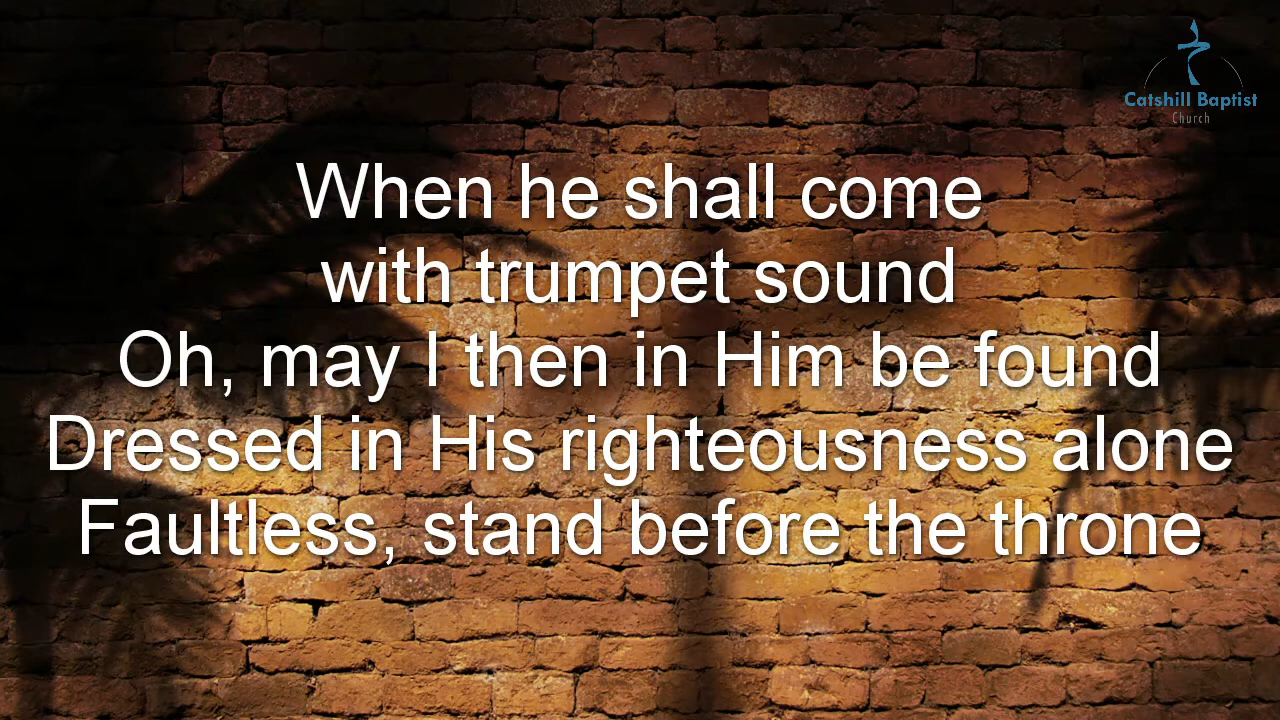 Catshill Baptist
Church
When he shall come
with trumpet sound
Oh, may I then in Him be found
Dressed in His righteousness alone
Faultless, stand before the throne